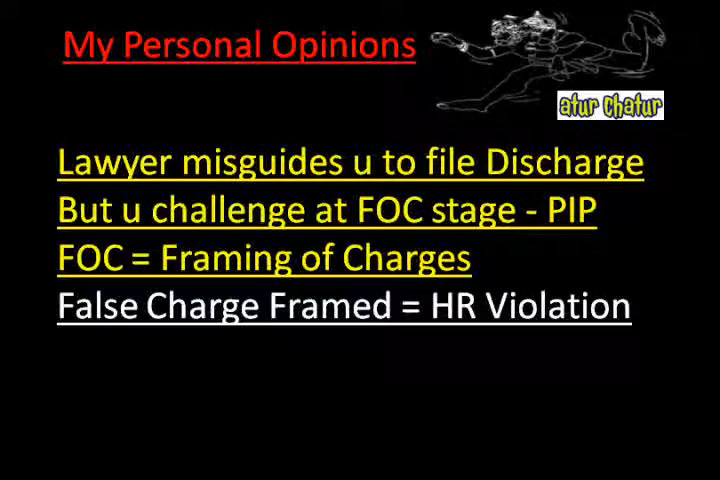 My Personal Opinions
atur chatur
Lawyer misguides u to file Discharge
But u challenge at FOC stage - PIP
FOC = Framing of Charges
False Charge Framed = HR Violation